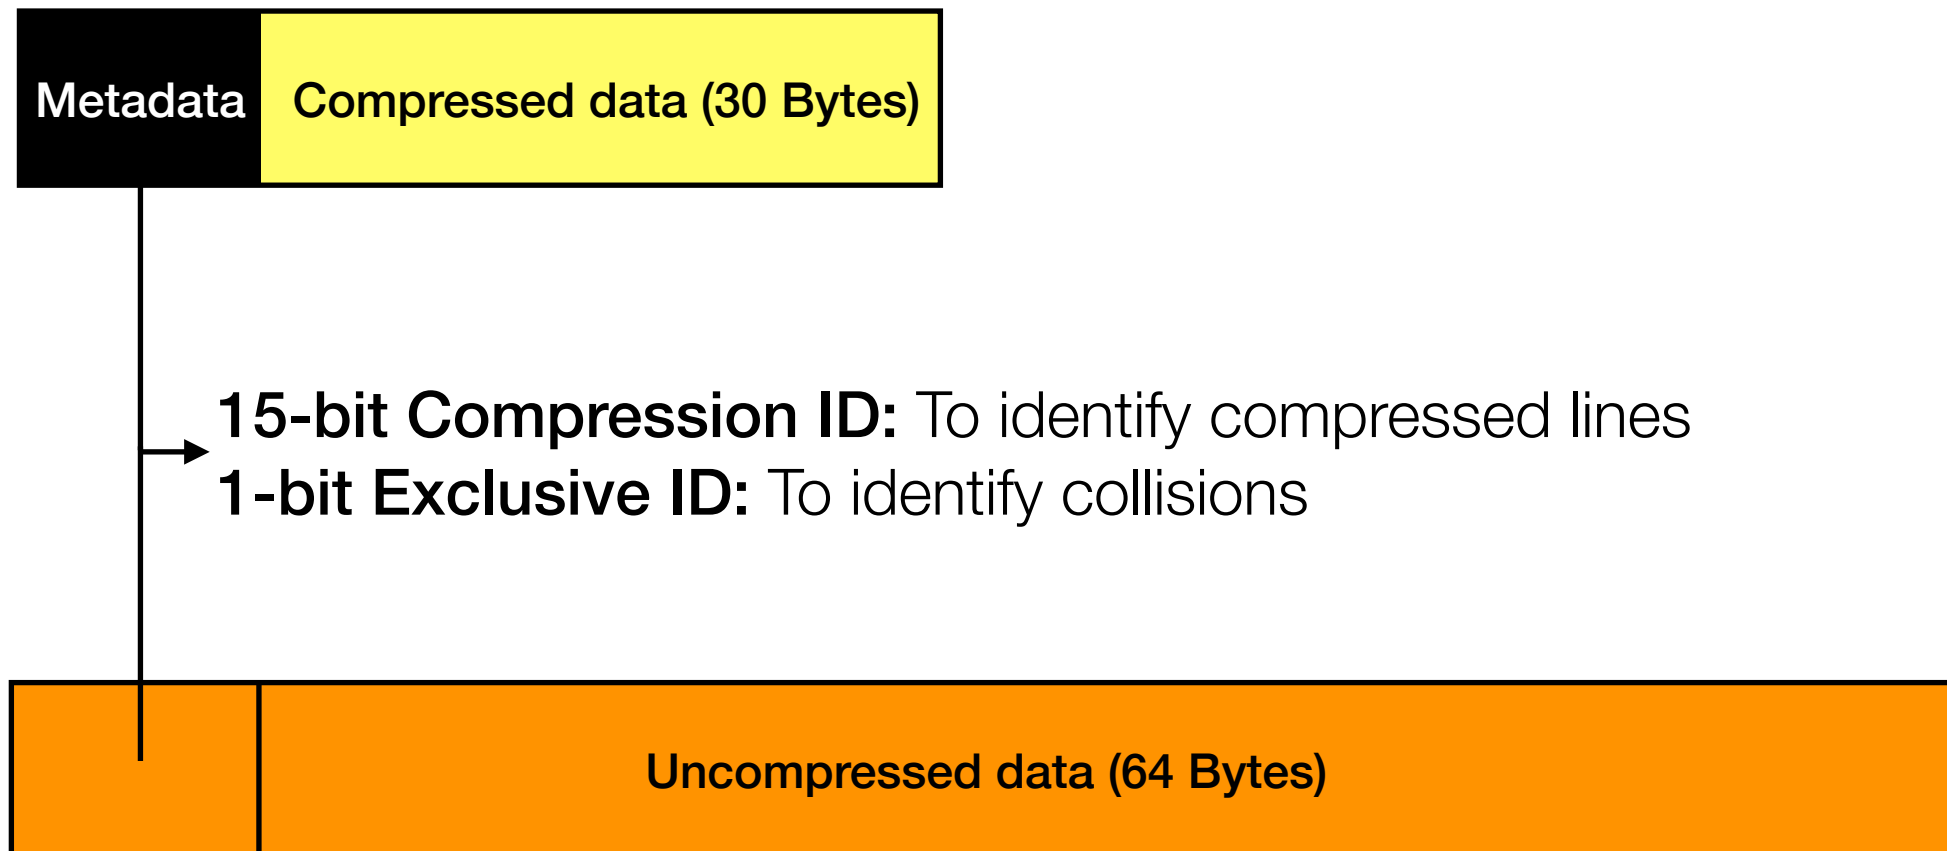 Metadata Compressed data (30 Bytes)
15-bit Compression ID: To identify compressed lines
1-bit Exclusive ID: To identify collisions
Uncompressed data (64 Bytes)